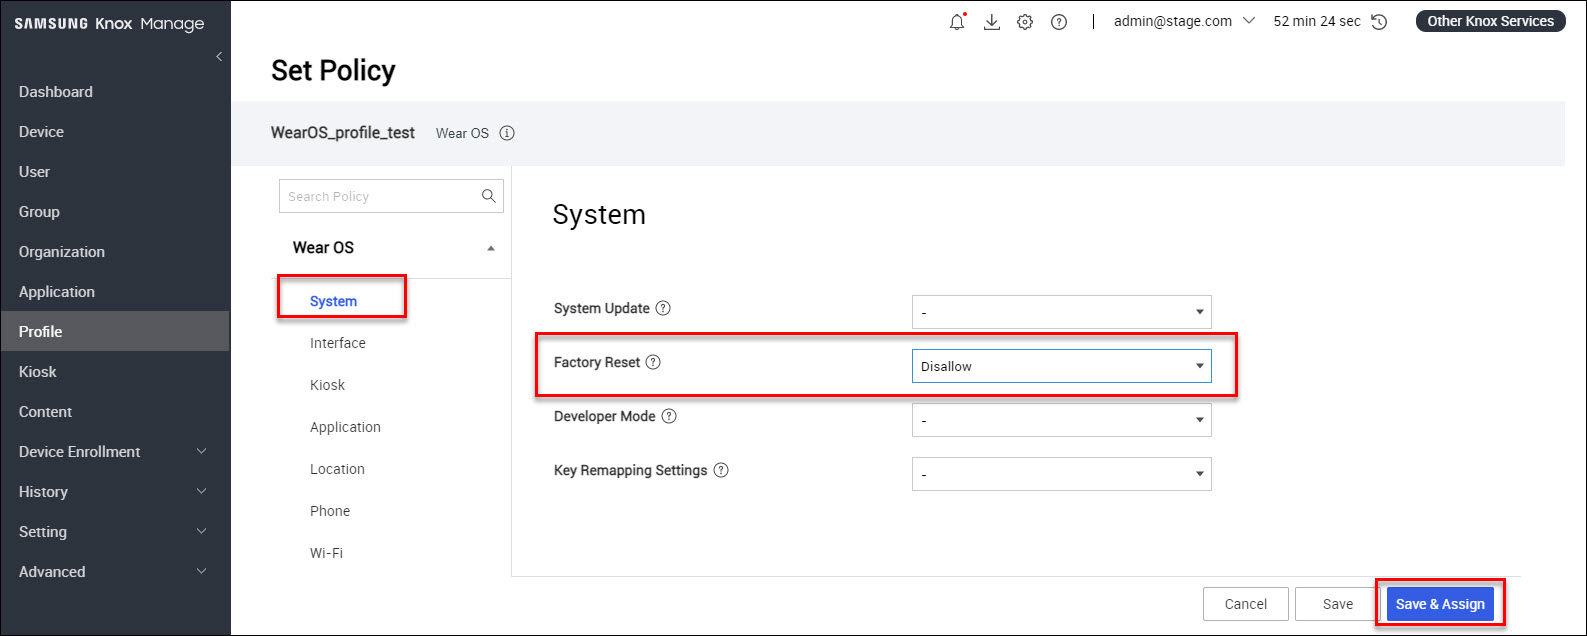 SAMSUNG Knox Manage
admin@stage.com
52 min 24 sec
Other Knox Services
Dashboard
Device
User
Group
Organization
Application
Profile
Kiosk
Content
Device Enrollment
History
Setting
Advanced
Set Policy
WearOS_profile_test Wear OS
Search Policy
Wear OS
System
Interface
Kiosk
Application
Location
Phone
Wi-Fi
System
System Update -
Factory Reset Disallow
Developer Mode -
Key Remapping Settings -
Cancel Save Save & Assign